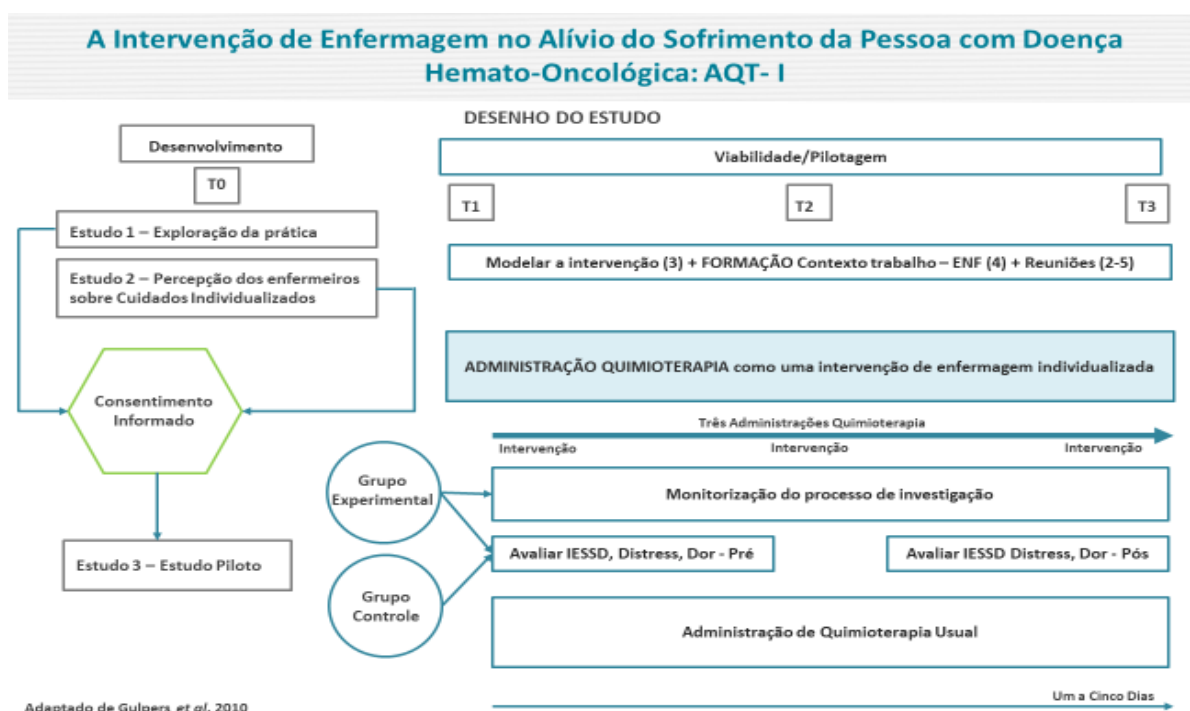 A Intervenção de Enfermagem no Alívio do Sofrimento da Pessoa com Doença
Hemato-Oncológica: AQT- I
DESENHO DO ESTUDO
Desenvolvimento
T0
Estudo 1 – Exploração da prática
Estudo 2 – Percepção dos enfermeiros
sobre Cuidados Individualizados
Consentimento
Informado
Estudo 3 – Estudo Piloto
Viabilidade/Pilotagem
T1
T2
T3
Modelar a intervenção (3) + FORMAÇÃO Contexto trabalho – ENF (4) + Reuniões (2-5)
ADMINISTRAÇÃO QUIMIOTERAPIA como uma intervenção de enfermagem individualizada
Três Administrações Quimioterapia
Intervenção
Intervenção
Intervenção
Grupo
Experimental
Monitorização do processo de investigação
Avaliar IESSD, Distress, Dor - Pré
Avaliar IESSD Distress, Dor - Pós
Grupo
Controle
Administração de Quimioterapia Usual
Um a Cinco Dias
Adaptado de Gulpers et al, 2010